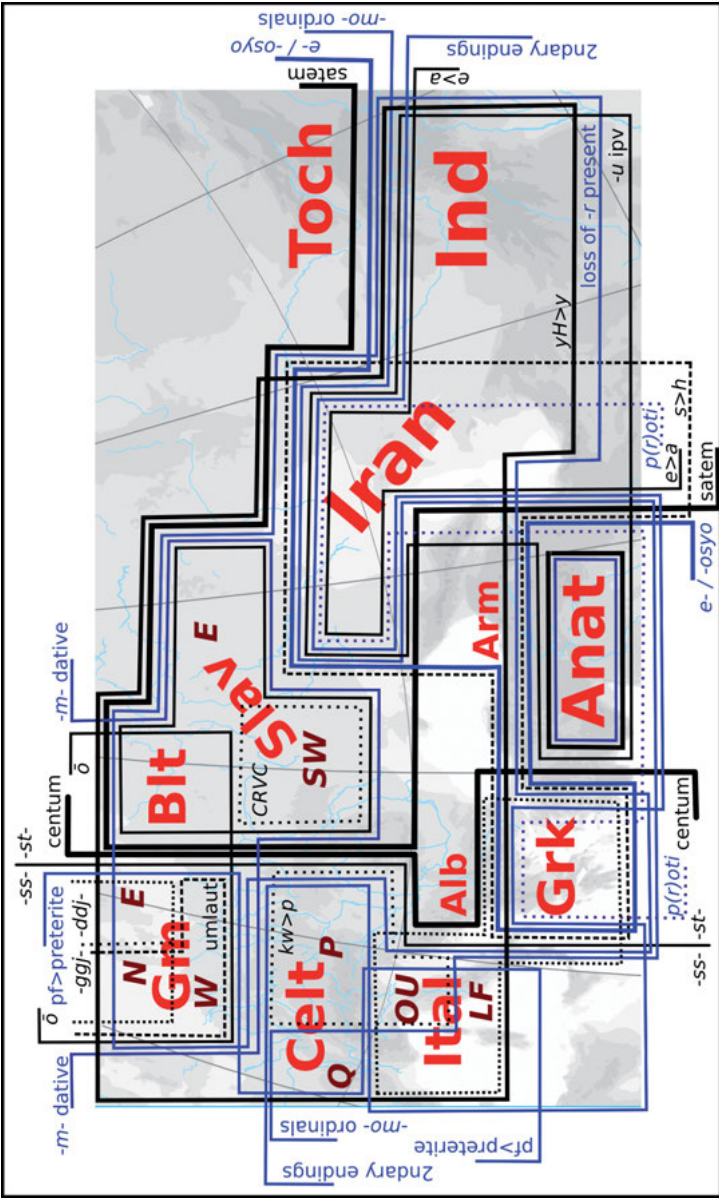 -m- dative
ō
pf>preterite
-ggj-
-ddj-
-ss- -st-
centum
ō
-m- dative
N
E
Gm
W
umlaut
Blt
E
Slav
CRVC
SW
Toch
satem
e- / -osyo
-mo- ordinals
2ndary endings
e>a
kw>p
Celt
P
Q
OU
Ital
LF
Alb
Arm
Iran
Ind
Grk
Anat
yH>y
loss of -r present
-u ipv
-mo- ordinals
2ndary endings
pf>preterite
-ss- -st-
p(r)oti
centum
e- / -osyo
satem
e>a
p(r)oti
s>h